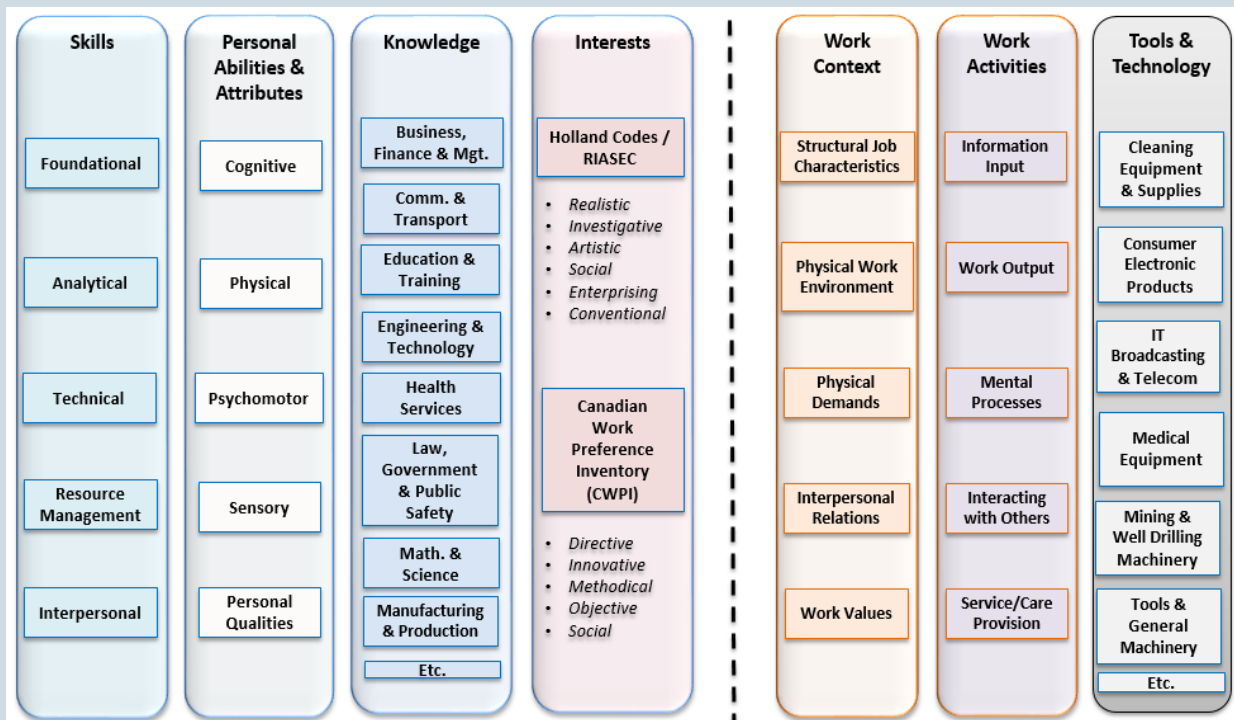 Skills
Foundational
Analytical
Technical
Resource
Management
Interpersonal
Personal
Abilities &
Attributes
Cognitive
Physical
Psychomotor
Sensory
Personal
Qualities
Knowledge
Business,
Finance & Mgt.
Comm. &
Transport
Education &
Training
Engineering &
Technology
Health
Services
Law,
Government
& Public
Safety
Math. &
Science
Manufacturing
& Production
Etc.
Interests
Holland Codes /
RIASEC
• Realistic
• Investigative
• Artistic
• Social
• Enterprising
• Conventional
Canadian
Work
Preference
Inventory
(CWPI)
• Directive
• Innovative
• Methodical
• Objective
• Social
Work
Context
Structural Job
Characteristics
Physical Work
Environment
Physical
Demands
Interpersonal
Relations
Work Values
Work
Activities
Information
Input
Work Output
Mental
Processes
Interacting
with Others
Service/Care
Provision
Tools &
Technology
Cleaning
Equipment
& Supplies
Consumer
Electronic
Products
IT
Broadcasting
& Telecom
Medical
Equipment
Mining &
Well Drilling
Machinery
Tools &
General
Machinery
Etc.